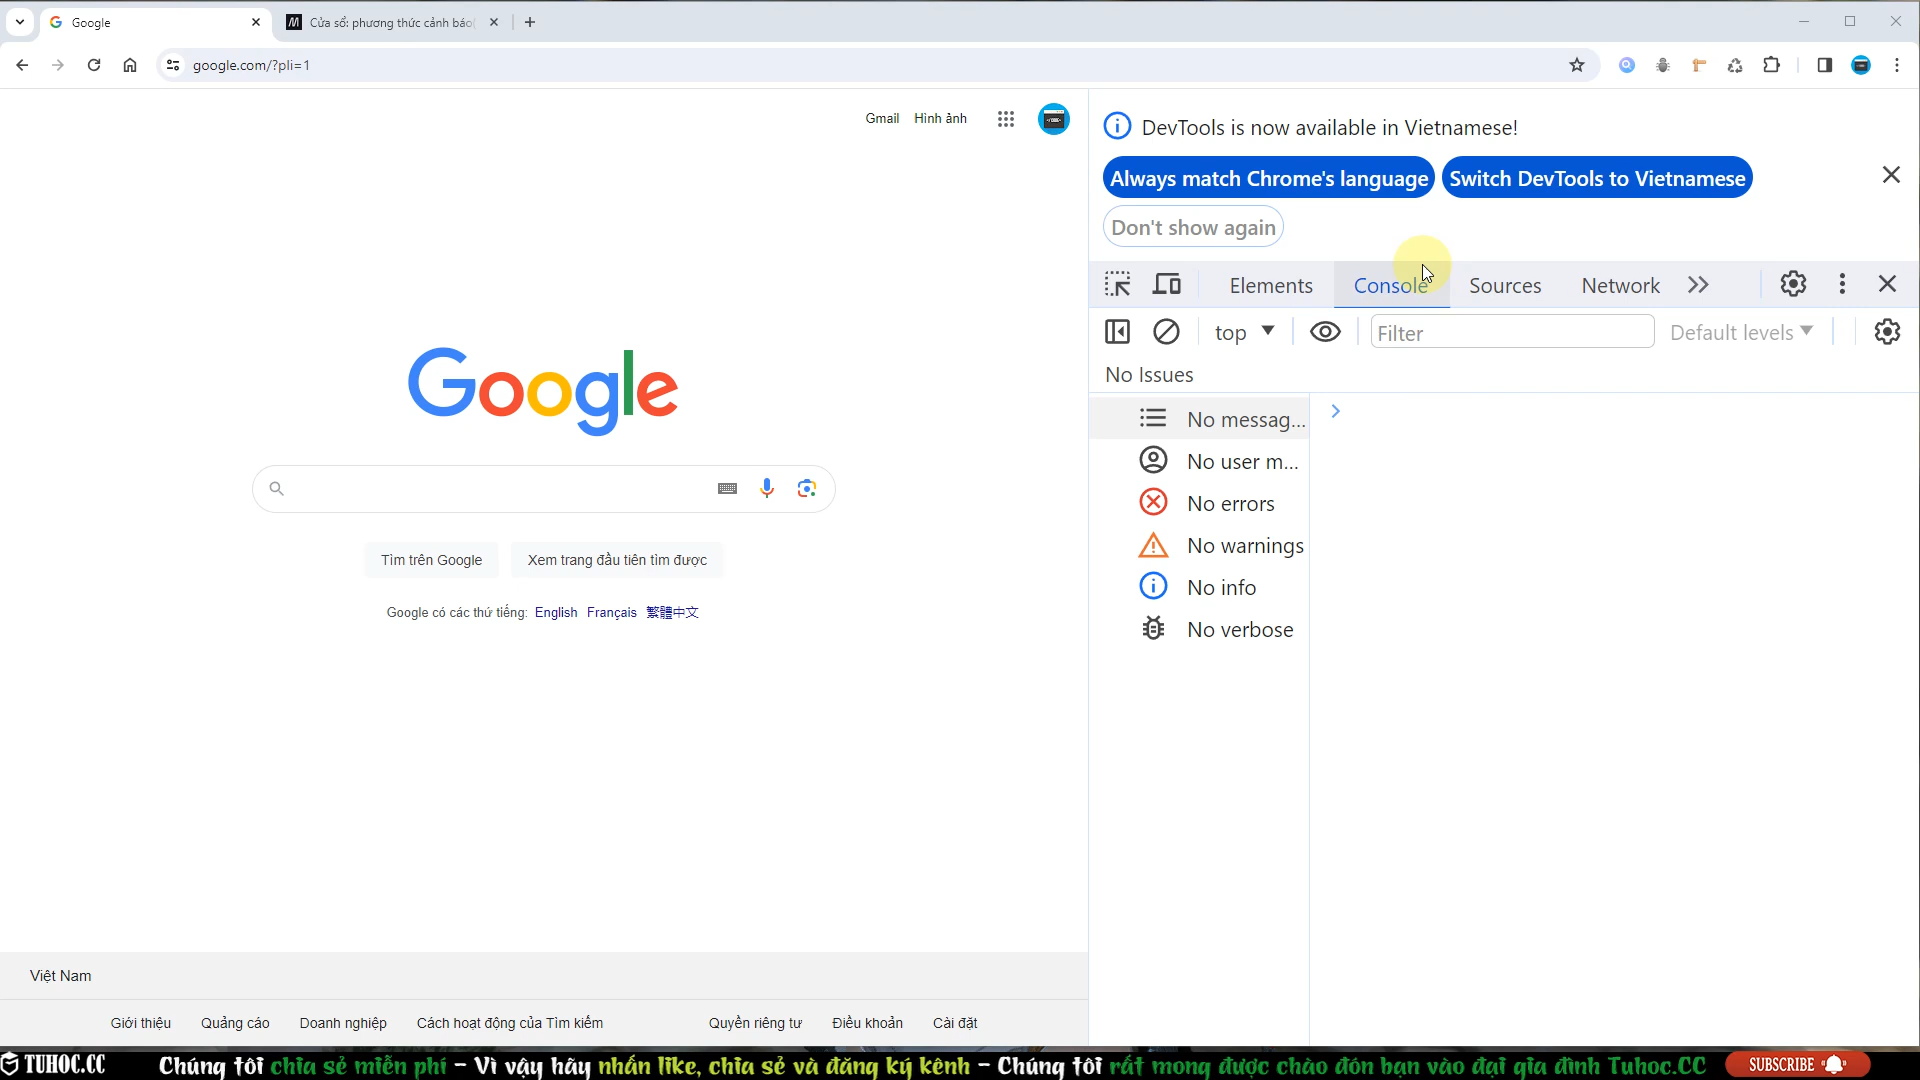 Google
Cửa sổ: phương thức cảnh báo
google.com/?pli=1
Gmail Hình ảnh
DevTools is now available in Vietnamese!
Always match Chrome's language Switch DevTools to Vietnamese
Don't show again
Elements Console Sources Network
top Filter Default levels
No Issues
No messag...
No user m...
No errors
No warnings
No info
No verbose
Google
Tìm trên Google Xem trang đầu tiên tìm được
Google có các thứ tiếng: English Français 繁體中文
Việt Nam
Giới thiệu Quảng cáo Doanh nghiệp Cách hoạt động của Tìm kiếm Quyền riêng tư Điều khoản Cài đặt
TUHOC.CC Chúng tôi chia sẻ miễn phí - Vì vậy hãy nhấn like, chia sẻ và đăng ký kênh - Chúng tôi rất mong được chào đón bạn vào đại gia đình Tuhoc.CC SUBSCRIBE